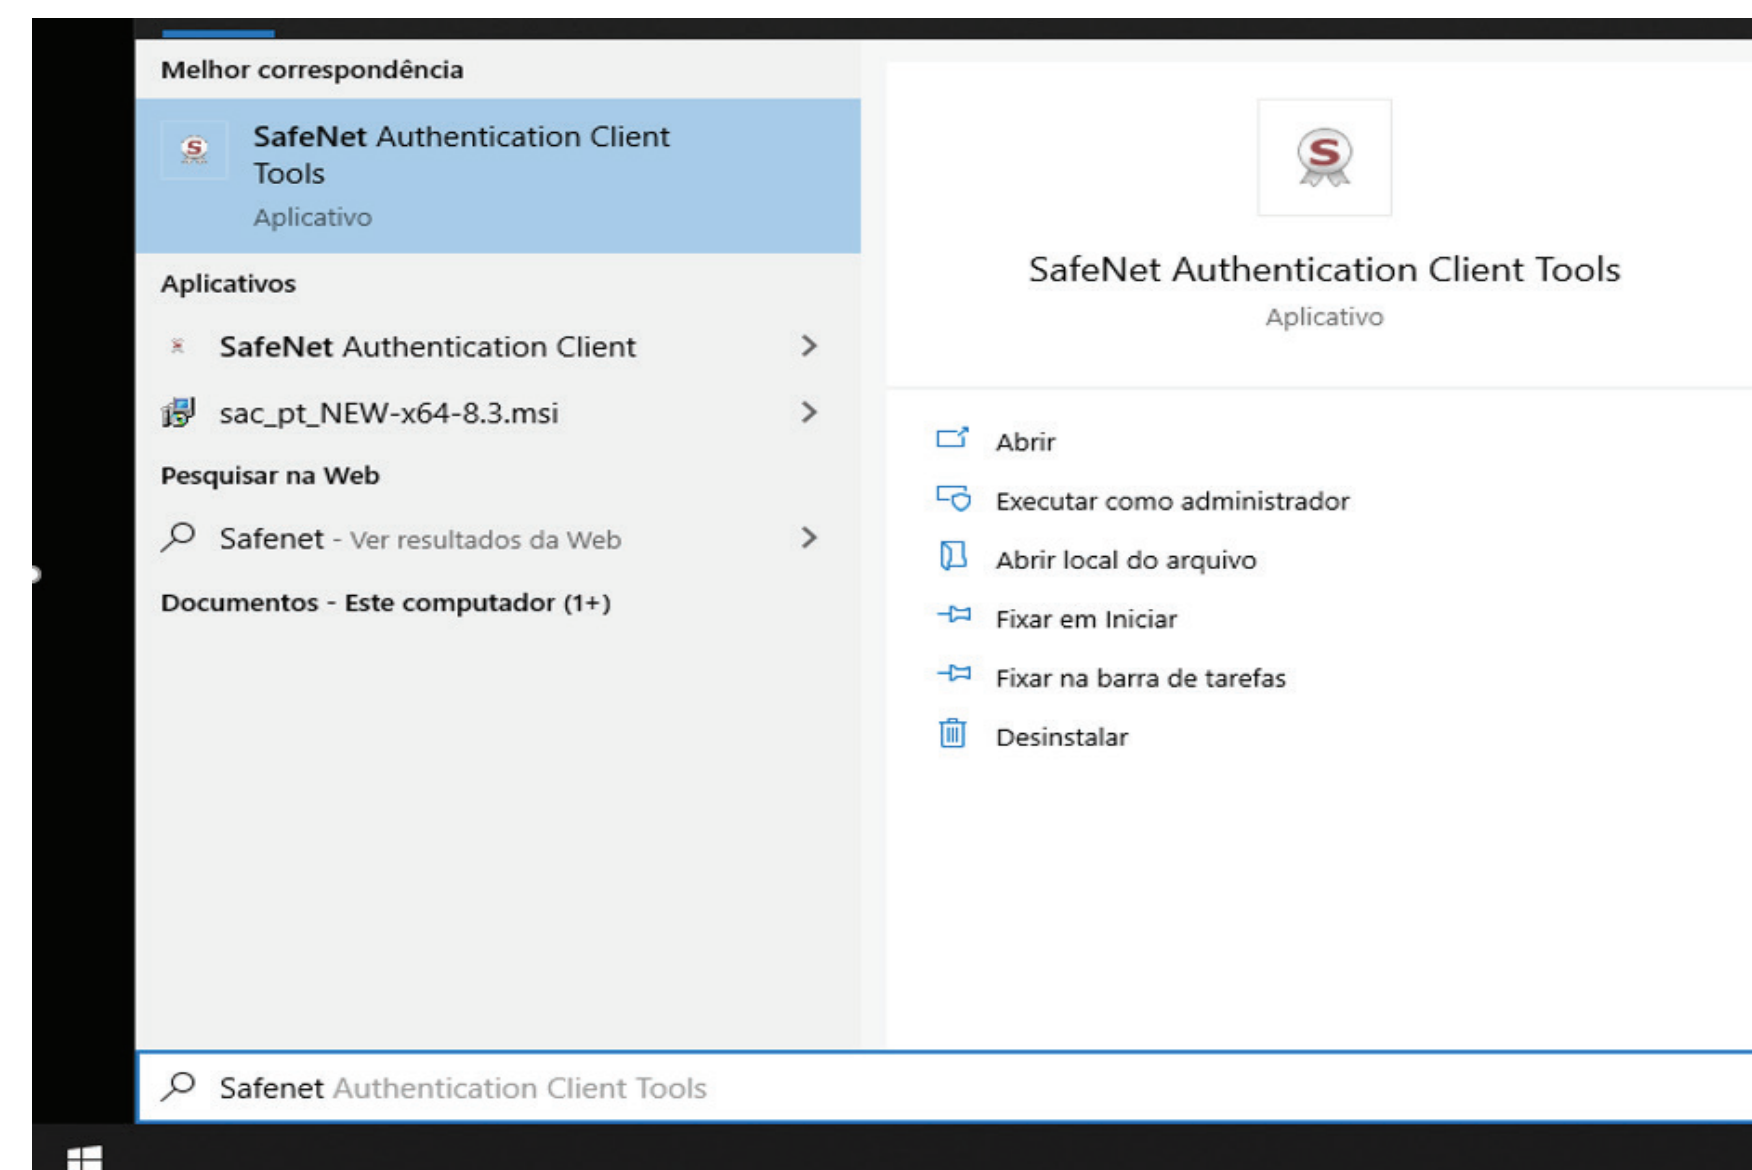 Melhor correspondência
SafeNet Authentication Client
Tools
Aplicativo
Aplicativos
SafeNet Authentication Client
sac_pt_NEW-x64-8.3.msi
Pesquisar na Web
Safenet - Ver resultados da Web
Documentos - Este computador (1+)
S
SafeNet Authentication Client Tools
Aplicativo
Abrir
Executar como administrador
Abrir local do arquivo
Fixar em Iniciar
Fixar na barra de tarefas
Desinstalar
Safenet Authentication Client Tools